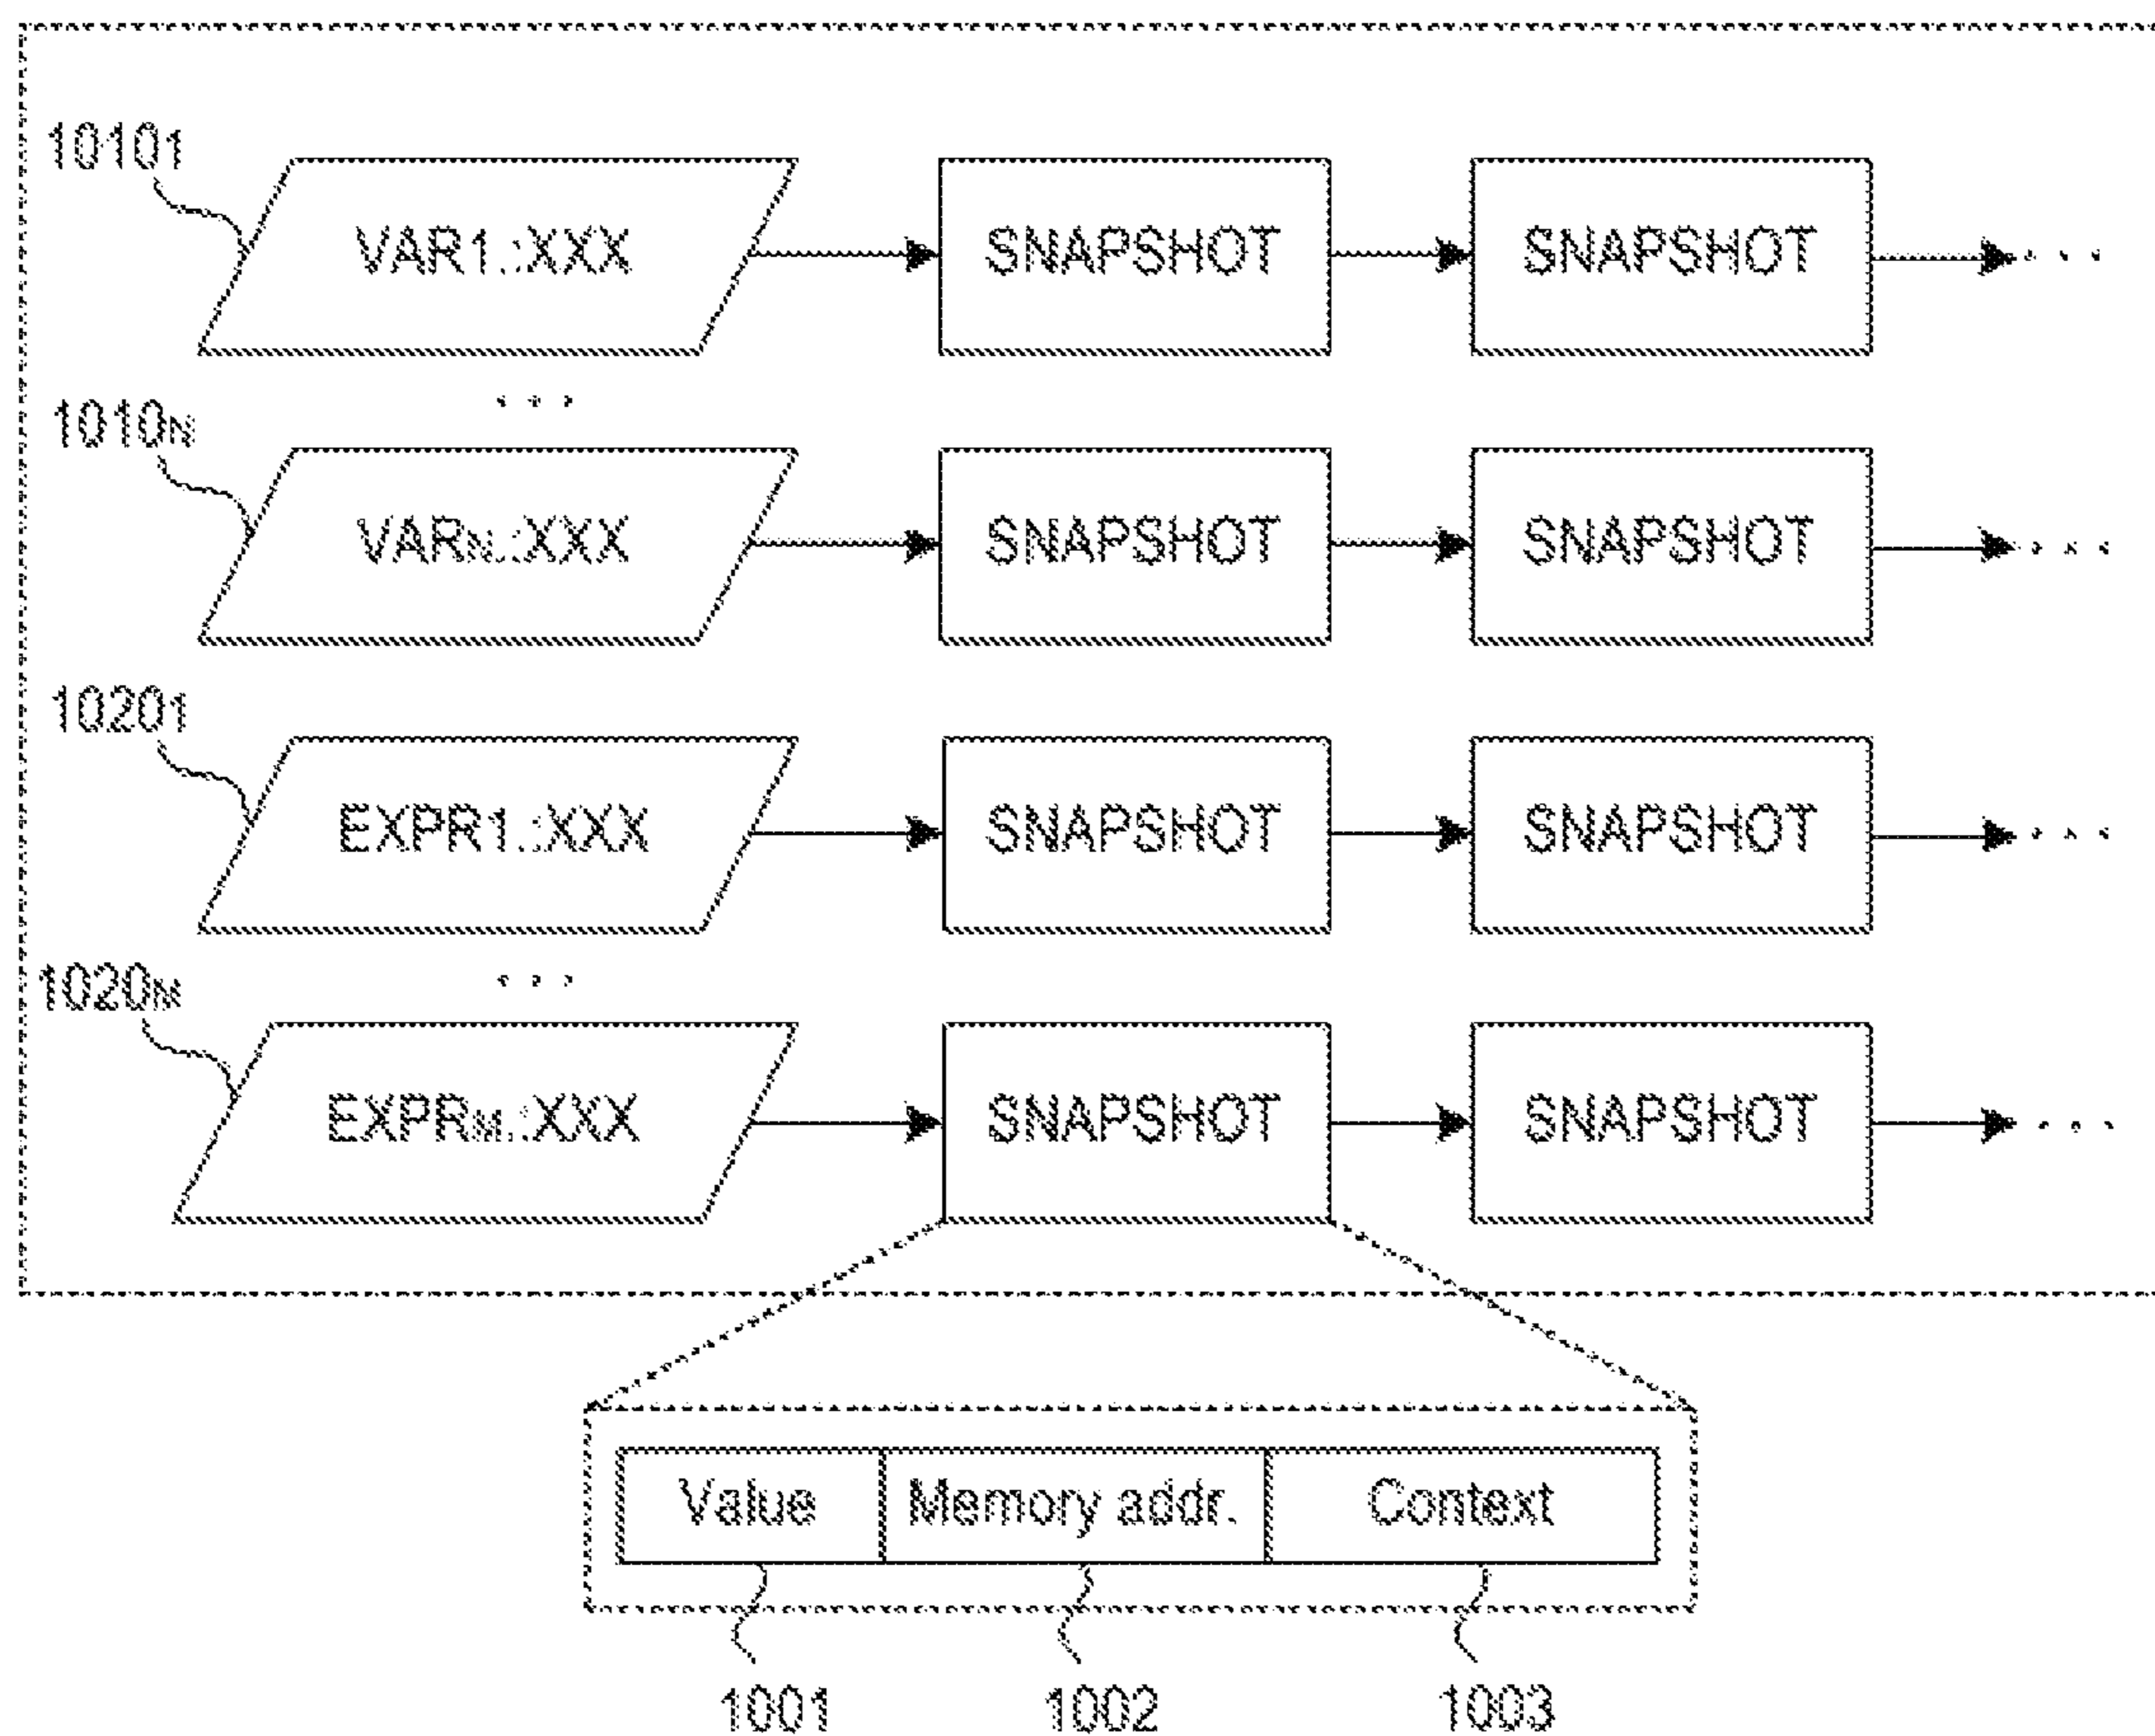 1010₁
VAR1.:XXX SNAPSHOT SNAPSHOT ...
...
1010N
VARN.:XXX SNAPSHOT SNAPSHOT ...
1020₁
EXPR1.:XXX SNAPSHOT SNAPSHOT ...
...
1020M
EXPRM.:XXX SNAPSHOT SNAPSHOT ...
Value Memory addr. Context
1001 1002 1003